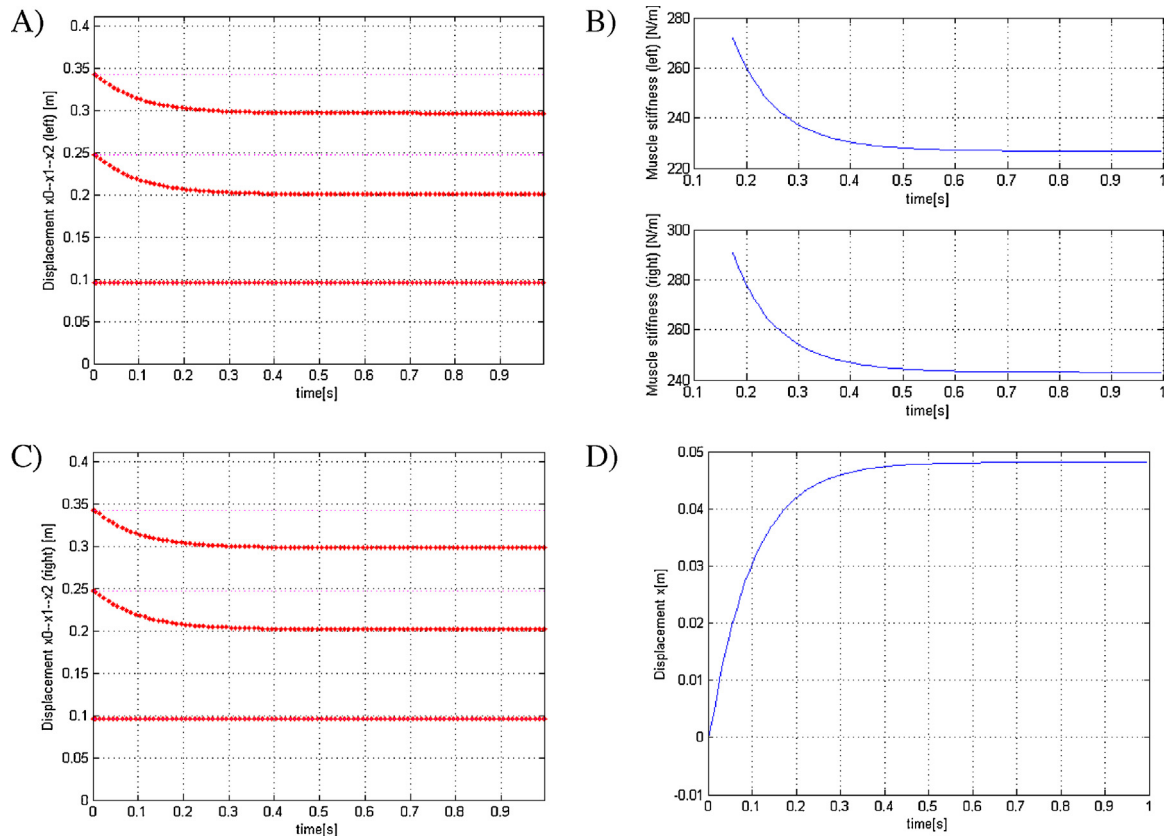 A)
Displacement x0--x1--x2 (left) [m]
0.4
0.35
0.3
0.25
0.2
0.15
0.1
0.05
0
0 0.1 0.2 0.3 0.4 0.5 0.6 0.7 0.8 0.9
time[s]
B)
Muscle stiffness (left) [N/m]
280
260
240
220
0.1 0.2 0.3 0.4 0.5 0.6 0.7 0.8 0.9 1
time[s]
Muscle stiffness (right) [N/m]
300
280
260
240
0.1 0.2 0.3 0.4 0.5 0.6 0.7 0.8 0.9 1
time[s]
C)
Displacement x0--x1--x2 (right) [m]
0.4
0.35
0.3
0.25
0.2
0.15
0.1
0.05
0
0 0.1 0.2 0.3 0.4 0.5 0.6 0.7 0.8 0.9
time[s]
D)
Displacement x[m]
0.05
0.04
0.03
0.02
0.01
0
-0.01
0 0.1 0.2 0.3 0.4 0.5 0.6 0.7 0.8 0.9 1
time[s]